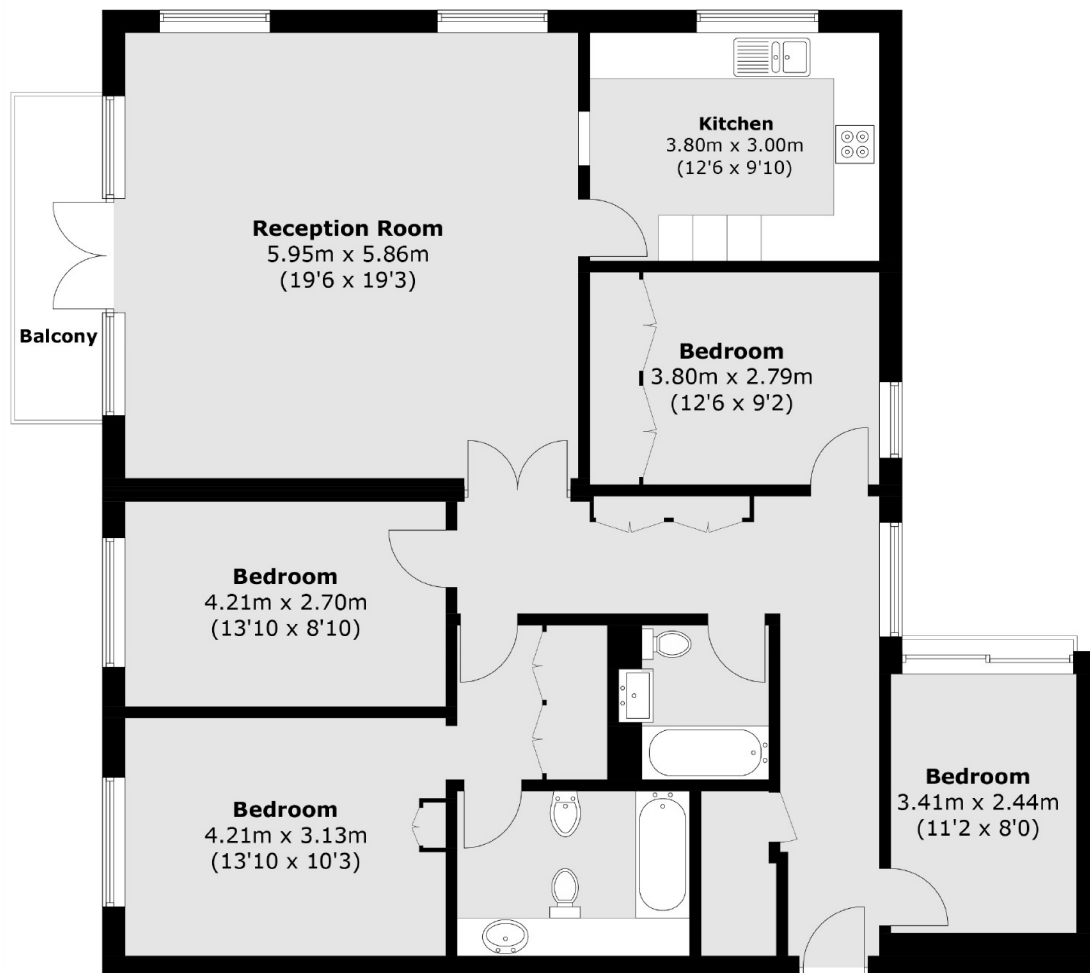 Kitchen
3.80m x 3.00m
(12'6 x 9'10)
Reception Room
5.95m x 5.86m
(19'6 x 19'3)
Balcony
Bedroom
3.80m x 2.79m
(12'6 x 9'2)
Bedroom
4.21m x 2.70m
(13'10 x 8'10)
Bedroom
4.21m x 3.13m
(13'10 x 10'3)
Bedroom
3.41m x 2.44m
(11'2 x 8'0)